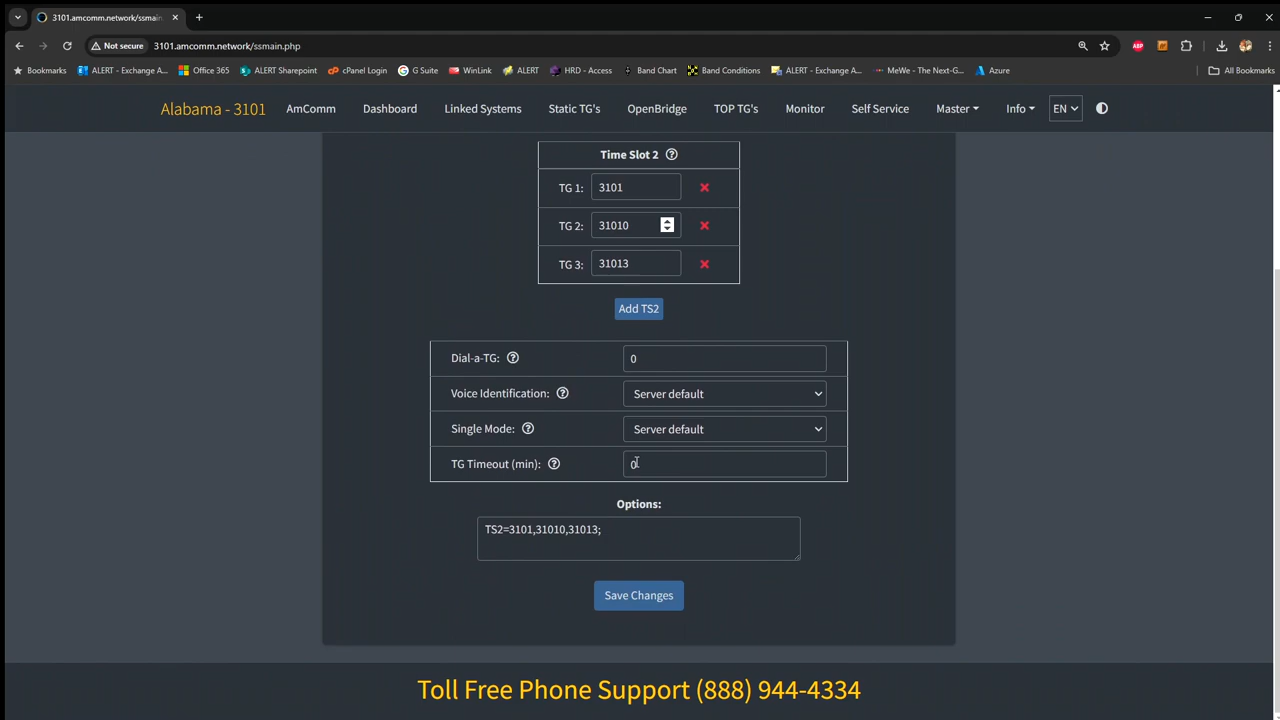 3101.amcomm.network/ssmain.
Not secure 3101.amcomm.network/ssmain.php ABP
Bookmarks ALERT - Exchange A... Office 365 ALERT Sharepoint cPanel Login G Suite WinLink ALERT HRD - Access Band Chart Band Conditions ALERT - Exchange A... MeWe - The Next-G... Azure All Bookmarks
Alabama - 3101 AmComm Dashboard Linked Systems Static TG's OpenBridge TOP TG's Monitor Self Service Master Info EN
Time Slot 2 ?
TG 1: 3101
TG 2: 31010
TG 3: 31013
Add TS2
Dial-a-TG: ? 0
Voice Identification: ? Server default
Single Mode: ? Server default
TG Timeout (min): ? 0
Options:
TS2=3101,31010,31013;
Save Changes
Toll Free Phone Support (888) 944-4334